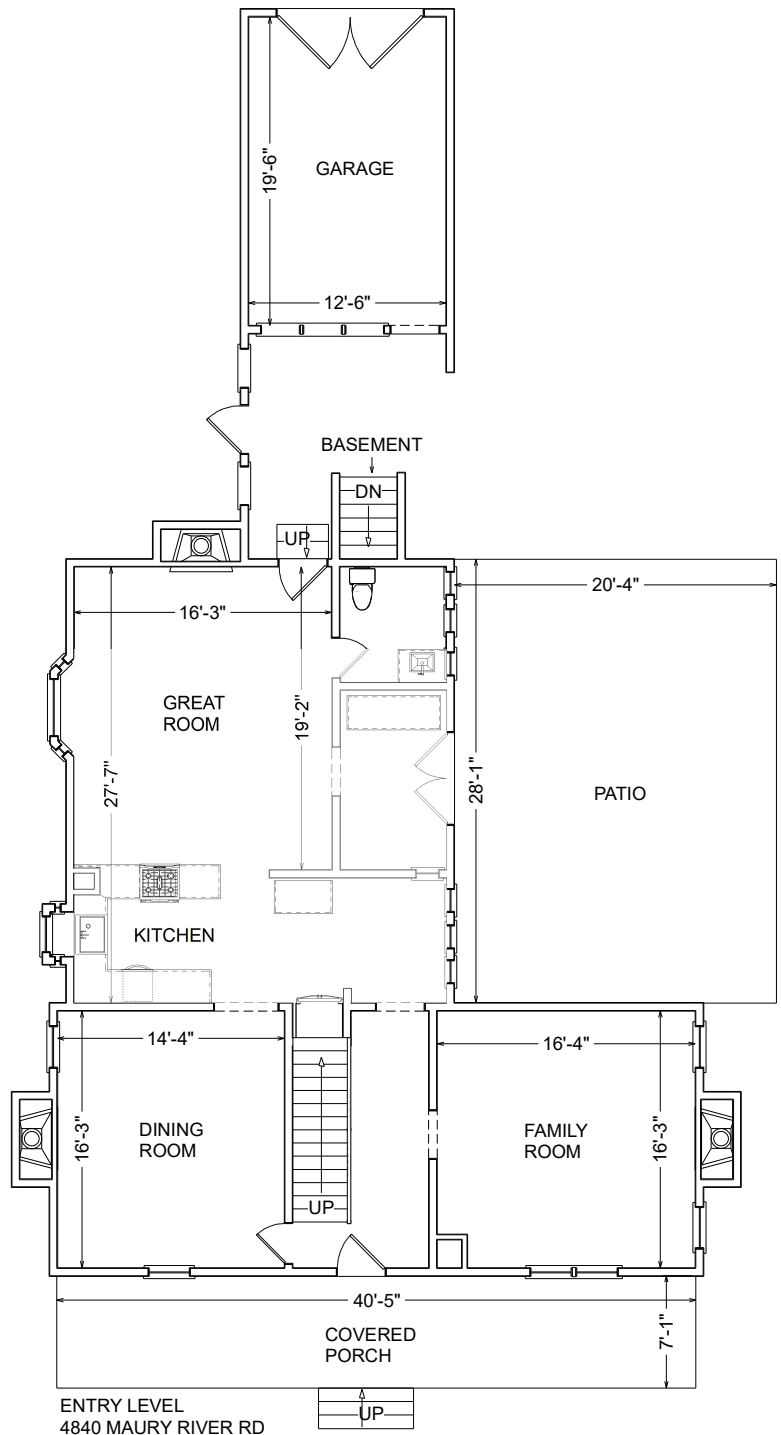 19'-6"
GARAGE
12'-6"
BASEMENT
DN
UP
16'-3"
20'-4"
GREAT
ROOM
19'-2"
27'-7"
28'-1"
PATIO
KITCHEN
14'-4"
16'-4"
16'-3"
DINING
ROOM
FAMILY
ROOM
16'-3"
UP
40'-5"
COVERED
PORCH
7'-1"
UP
ENTRY LEVEL
4840 MAURY RIVER RD